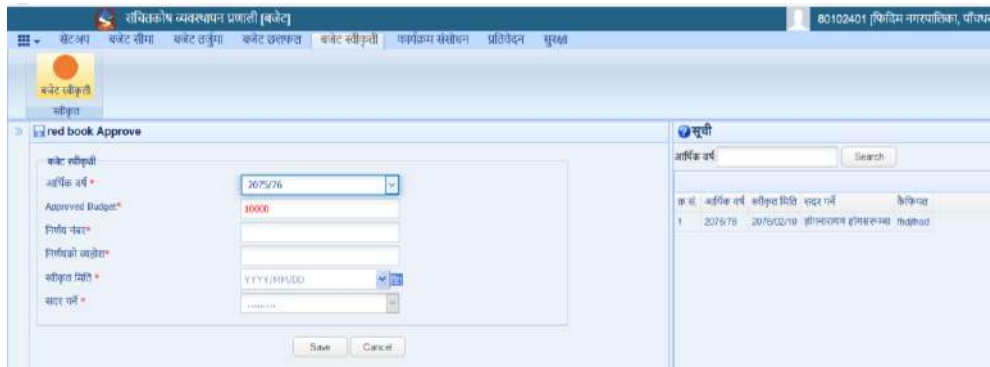 संचितकोष व्यवस्थापन प्रणाली [बजेट]
80102401 [फिदिम नगरपालिका, पाँचथर
सेटअप बजेट सीमा बजेट तर्जुमा बजेट छलफल बजेट स्वीकृती कार्यक्रम संसोधन प्रतिवेदन सुरक्षा
बजेट स्वीकृती
स्वीकृत
red book Approve
सूची
बजेट स्वीकृती
आर्थिक वर्ष Search
आर्थिक वर्ष * 2075/76
Approved Budget* 10000
क्र.सं. आर्थिक वर्ष स्वीकृत मिति सदर गर्ने कैफियत
निर्णय नंबर*
1 2075/76 2076/02/10 thdjthod
निर्णयको व्यहोरा*
स्वीकृत मिति * YYYY/MM/DD
सदर गर्ने * ..........
Save Cancel